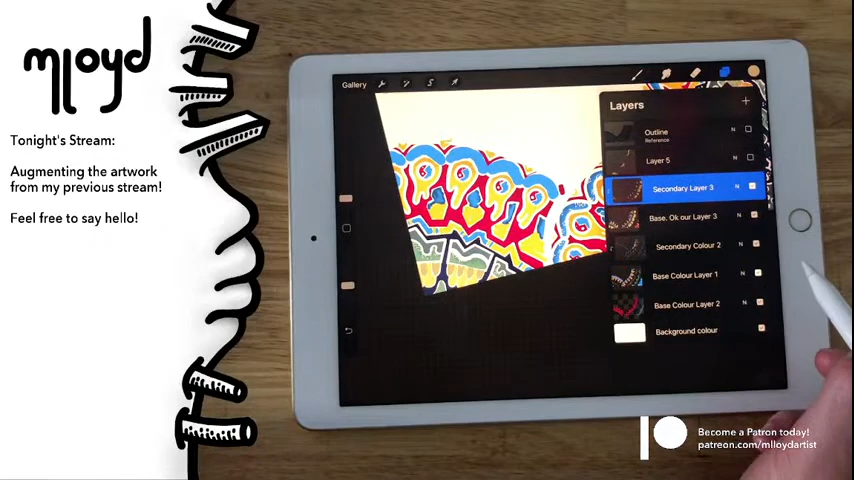 mlloyd
Tonight's Stream:
Augmenting the artwork
from my previous stream!
Feel free to say hello!
Gallery
Layers
Outline
Reference
N
Layer 5
N
Secondary Layer 3
N
Base, Ok our Layer 3
N
Secondary Colour 2
N
Base Colour Layer 1
N
Base Colour Layer 2
N
Background colour
Become a Patron today!
patreon.com/mlloydartist